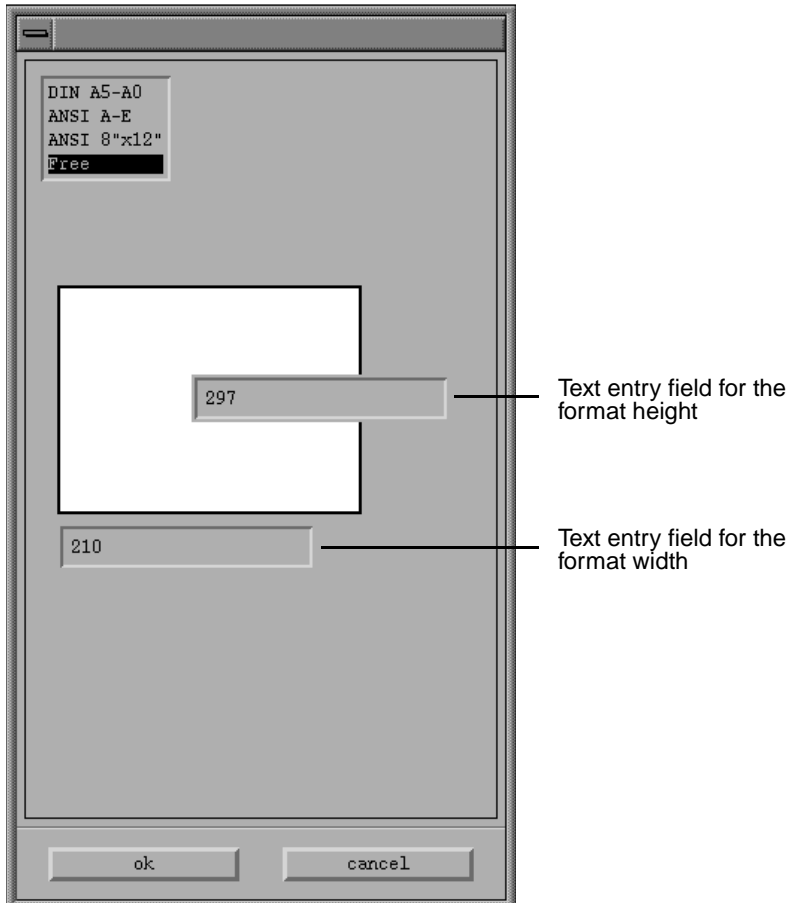 DIN A5-A0
ANSI A-E
ANSI 8"x12"
Free
297
Text entry field for the
format height
210
Text entry field for the
format width
ok
cancel